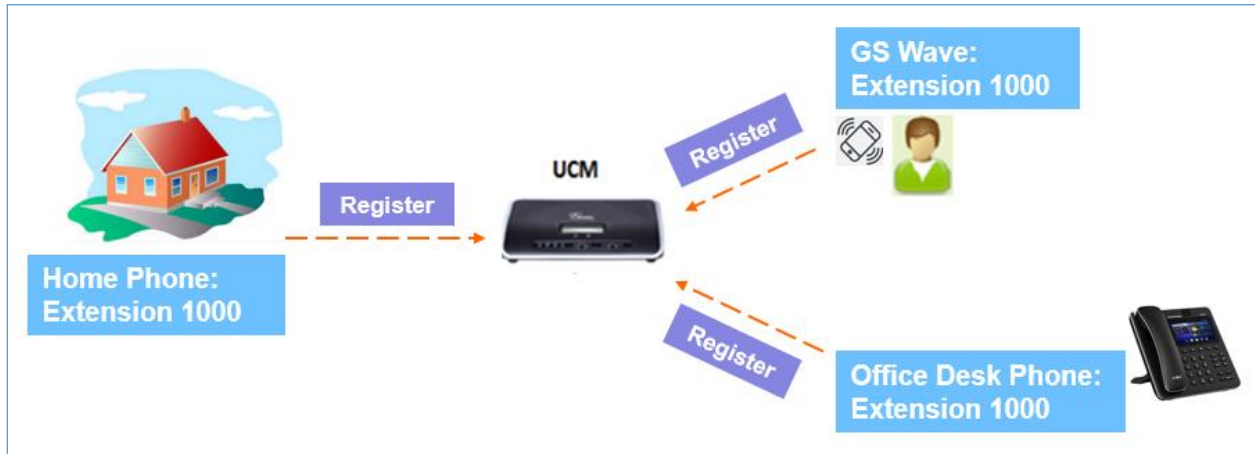 GS Wave:
Extension 1000
Register
UCM
Register
Home Phone:
Extension 1000
Register
Office Desk Phone:
Extension 1000